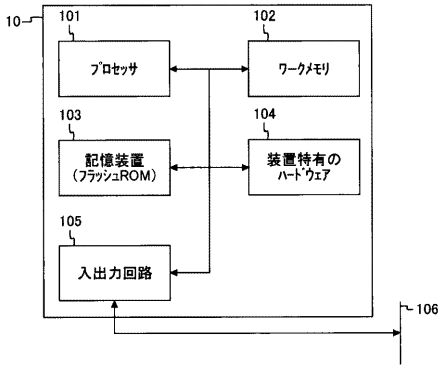 10
101
プロセッサ
102
ワークメモリ
103
記憶装置
(フラッシュROM)
104
装置特有の
ハードウェア
105
入出力回路
106